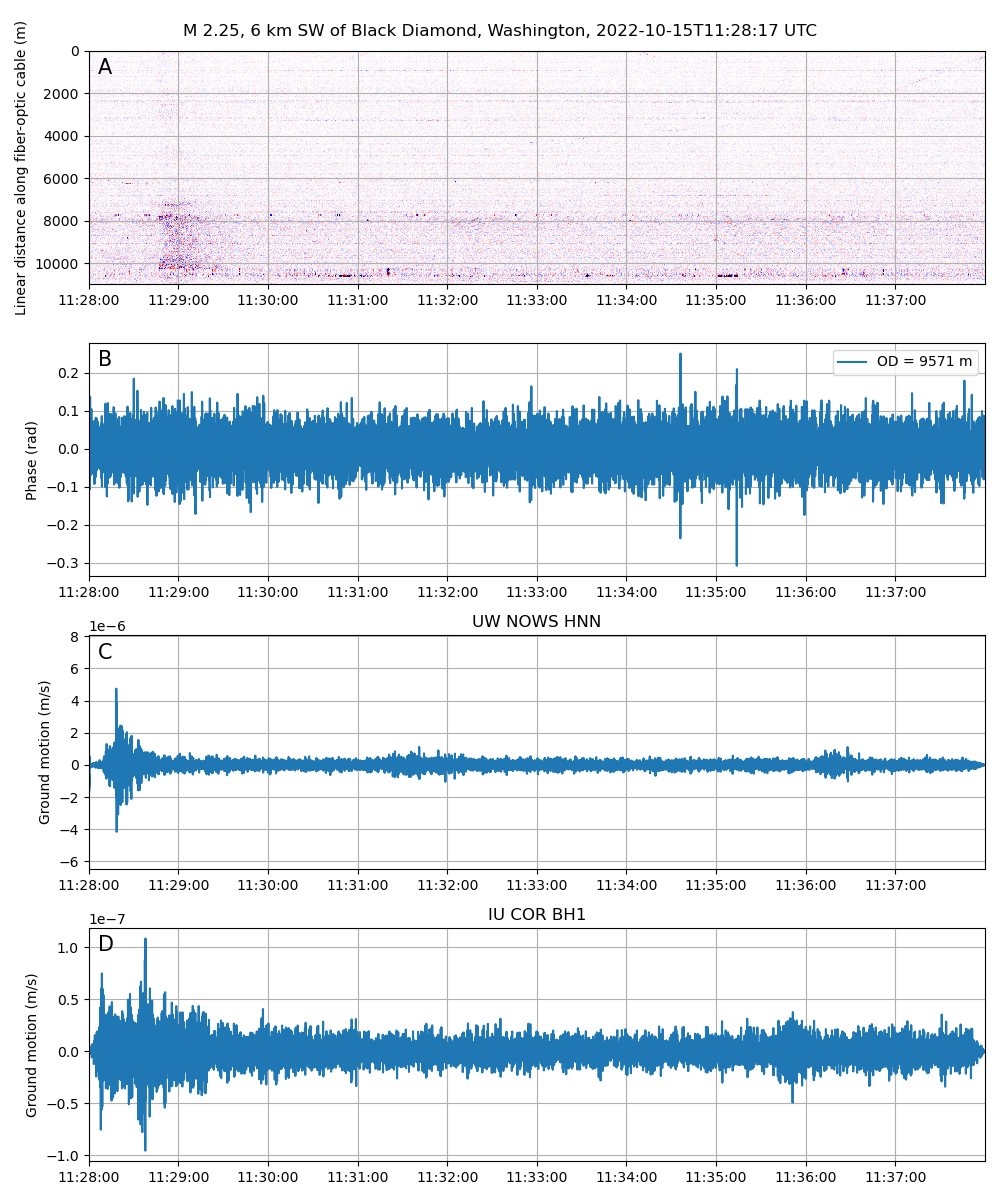 M 2.25, 6 km SW of Black Diamond, Washington, 2022-10-15T11:28:17 UTC
Linear distance along fiber-optic cable (m)
A
0
2000
4000
6000
8000
10000
11:28:00 11:29:00 11:30:00 11:31:00 11:32:00 11:33:00 11:34:00 11:35:00 11:36:00 11:37:00
Phase (rad)
B
OD = 9571 m
0.2
0.1
0.0
−0.1
−0.2
−0.3
11:28:00 11:29:00 11:30:00 11:31:00 11:32:00 11:33:00 11:34:00 11:35:00 11:36:00 11:37:00
UW NOWS HNN
1e−6
Ground motion (m/s)
C
8
6
4
2
0
−2
−4
−6
11:28:00 11:29:00 11:30:00 11:31:00 11:32:00 11:33:00 11:34:00 11:35:00 11:36:00 11:37:00
IU COR BH1
1e−7
Ground motion (m/s)
D
1.0
0.5
0.0
−0.5
−1.0
11:28:00 11:29:00 11:30:00 11:31:00 11:32:00 11:33:00 11:34:00 11:35:00 11:36:00 11:37:00